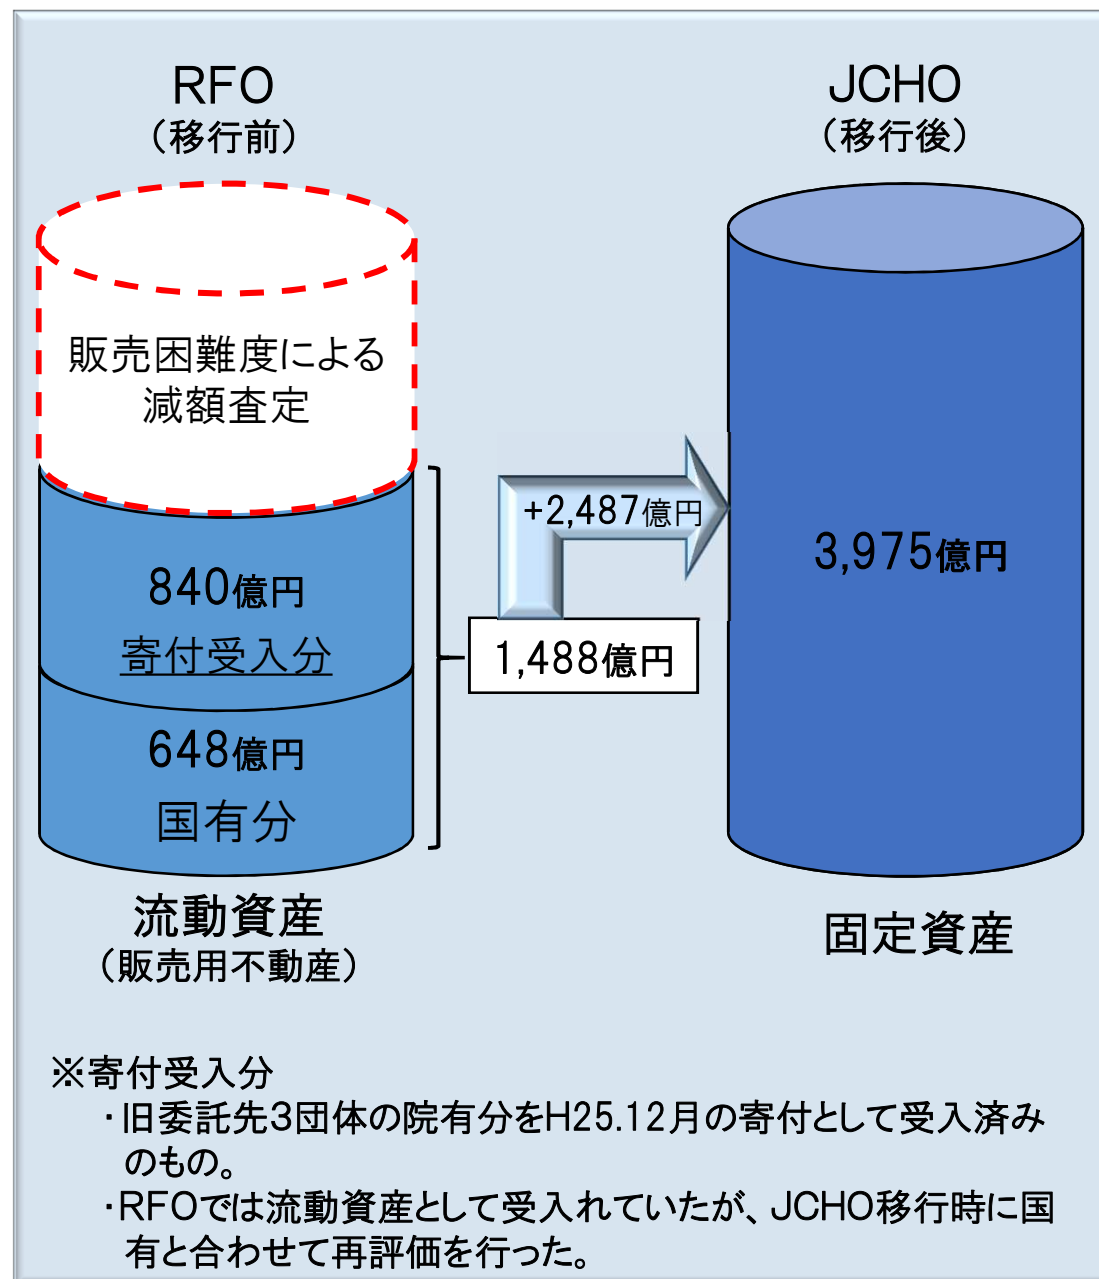 RFO
（移行前）
JCHO
（移行後）
販売困難度による
減額査定
840億円
寄付受入分
648億円
国有分
+2,487億円
1,488億円
3,975億円
流動資産
（販売用不動産）
固定資産
※寄付受入分
・旧委託先3団体の院有分をH25.12月の寄付として受入済み
のもの。
・RFOでは流動資産として受入れていたが、JCHO移行時に国
有と合わせて再評価を行った。